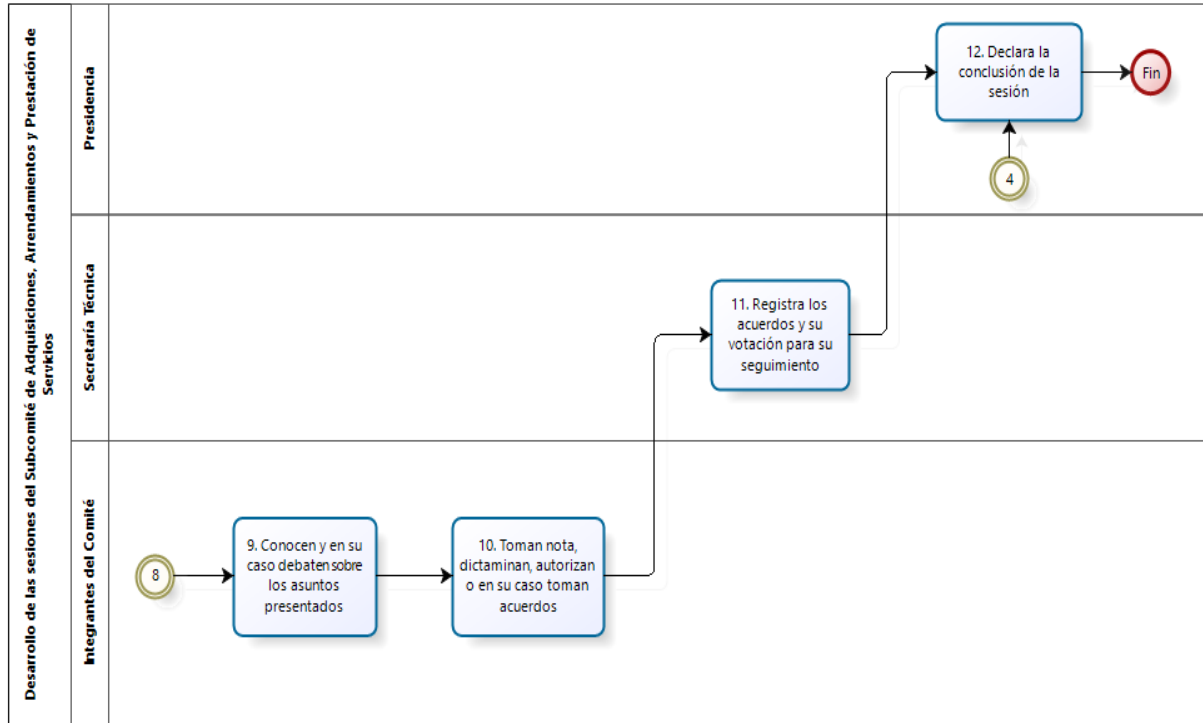 Desarrollo de las sesiones del Subcomité de Adquisiciones, Arrendamientos y Prestación de
Servicios
Presidencia
12. Declara la
conclusión de la
sesión
Fin
4
Secretaría Técnica
11. Registra los
acuerdos y su
votación para su
seguimiento
Integrantes del Comité
8
9. Conocen y en su
caso debaten sobre
los asuntos
presentados
10. Toman nota,
dictaminan, autorizan
o en su caso toman
acuerdos